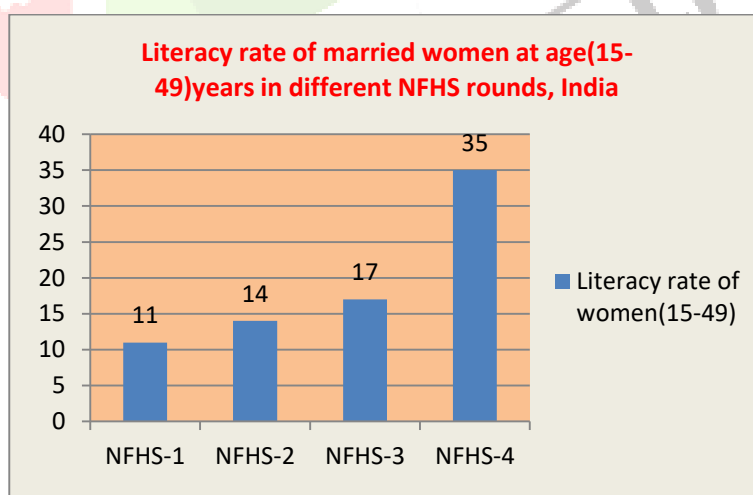 Literacy rate of married women at age(15-
49)years in different NFHS rounds, India
40
35
30
25
20
15
10
5
0
11
14
17
35
NFHS-1
NFHS-2
NFHS-3
NFHS-4
Literacy rate of
women(15-49)